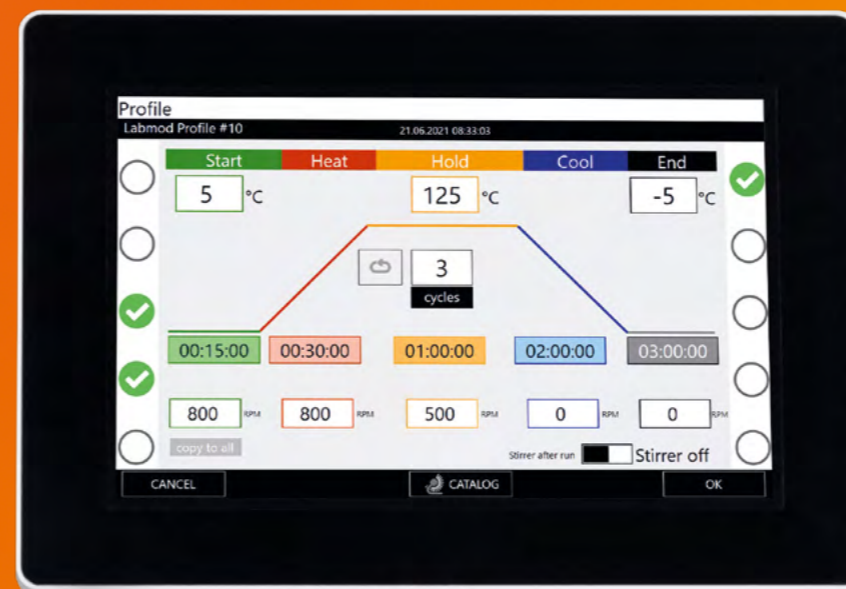 Profile
Labmod Profile #10 21.06.2021 08:33:03
Start Heat Hold Cool End
5 °C 125 °C -5 °C
3
cycles
00:15:00 00:30:00 01:00:00 02:00:00 03:00:00
800 RPM 800 RPM 500 RPM 0 RPM 0 RPM
copy to all Stirrer after run Stirrer off
CANCEL CATALOG OK